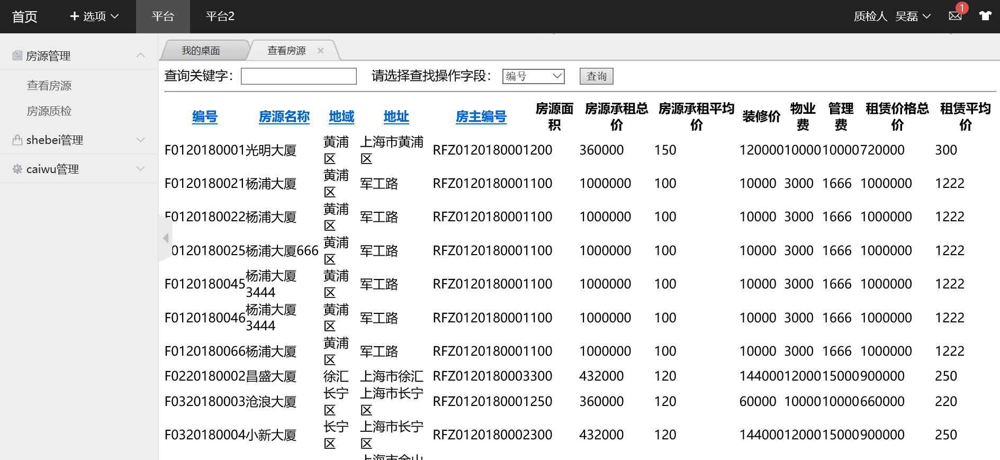 首页 选项 平台 平台2 质检人 吴磊 1
房源管理
查看房源
房源质检
shebei管理
caiwu管理
我的桌面 查看房源
查询关键字： 请选择查找操作字段： 编号 查询
编号 房源名称 地域 地址 房主编号 房源面积 房源承租总价 房源承租平均价 装修价 物业费 管理费 租赁价格总价 租赁平均价
F0120180001 光明大厦 黄浦区 上海市黄浦区 RFZ0120180001 200 360000 150 120000 10000 10000 720000 300
F0120180021 杨浦大厦 黄浦区 军工路 RFZ0120180001 100 1000000 100 10000 3000 1666 1000000 1222
F0120180022 杨浦大厦 黄浦区 军工路 RFZ0120180001 100 1000000 100 10000 3000 1666 1000000 1222
0120180025 杨浦大厦666 黄浦区 军工路 RFZ0120180001 100 1000000 100 10000 3000 1666 1000000 1222
F0120180045 杨浦大厦3444 黄浦区 军工路 RFZ0120180001 100 1000000 100 10000 3000 1666 1000000 1222
F0120180046 杨浦大厦3444 黄浦区 军工路 RFZ0120180001 100 1000000 100 10000 3000 1666 1000000 1222
F0120180066 杨浦大厦 黄浦区 军工路 RFZ0120180001 100 1000000 100 10000 3000 1666 1000000 1222
F0220180002 昌盛大厦 徐汇 上海市徐汇 RFZ0120180003 300 432000 120 144000 12000 15000 900000 250
F0320180003 沧浪大厦 长宁区 上海市长宁区 RFZ0120180001 250 360000 120 60000 10000 10000 660000 220
F0320180004 小新大厦 长宁区 上海市长宁区 RFZ0120180002 300 432000 120 144000 12000 15000 900000 250
上海市金山